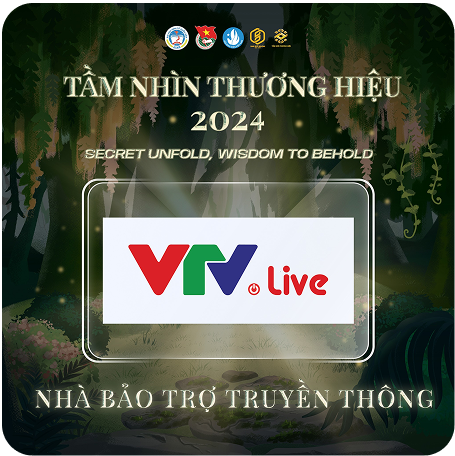 TẦM NHÌN THƯƠNG HIỆU
2024
SECRET UNFOLD, WISDOM TO BEHOLD
VTV Live
NHÀ BẢO TRỢ TRUYỀN THÔNG